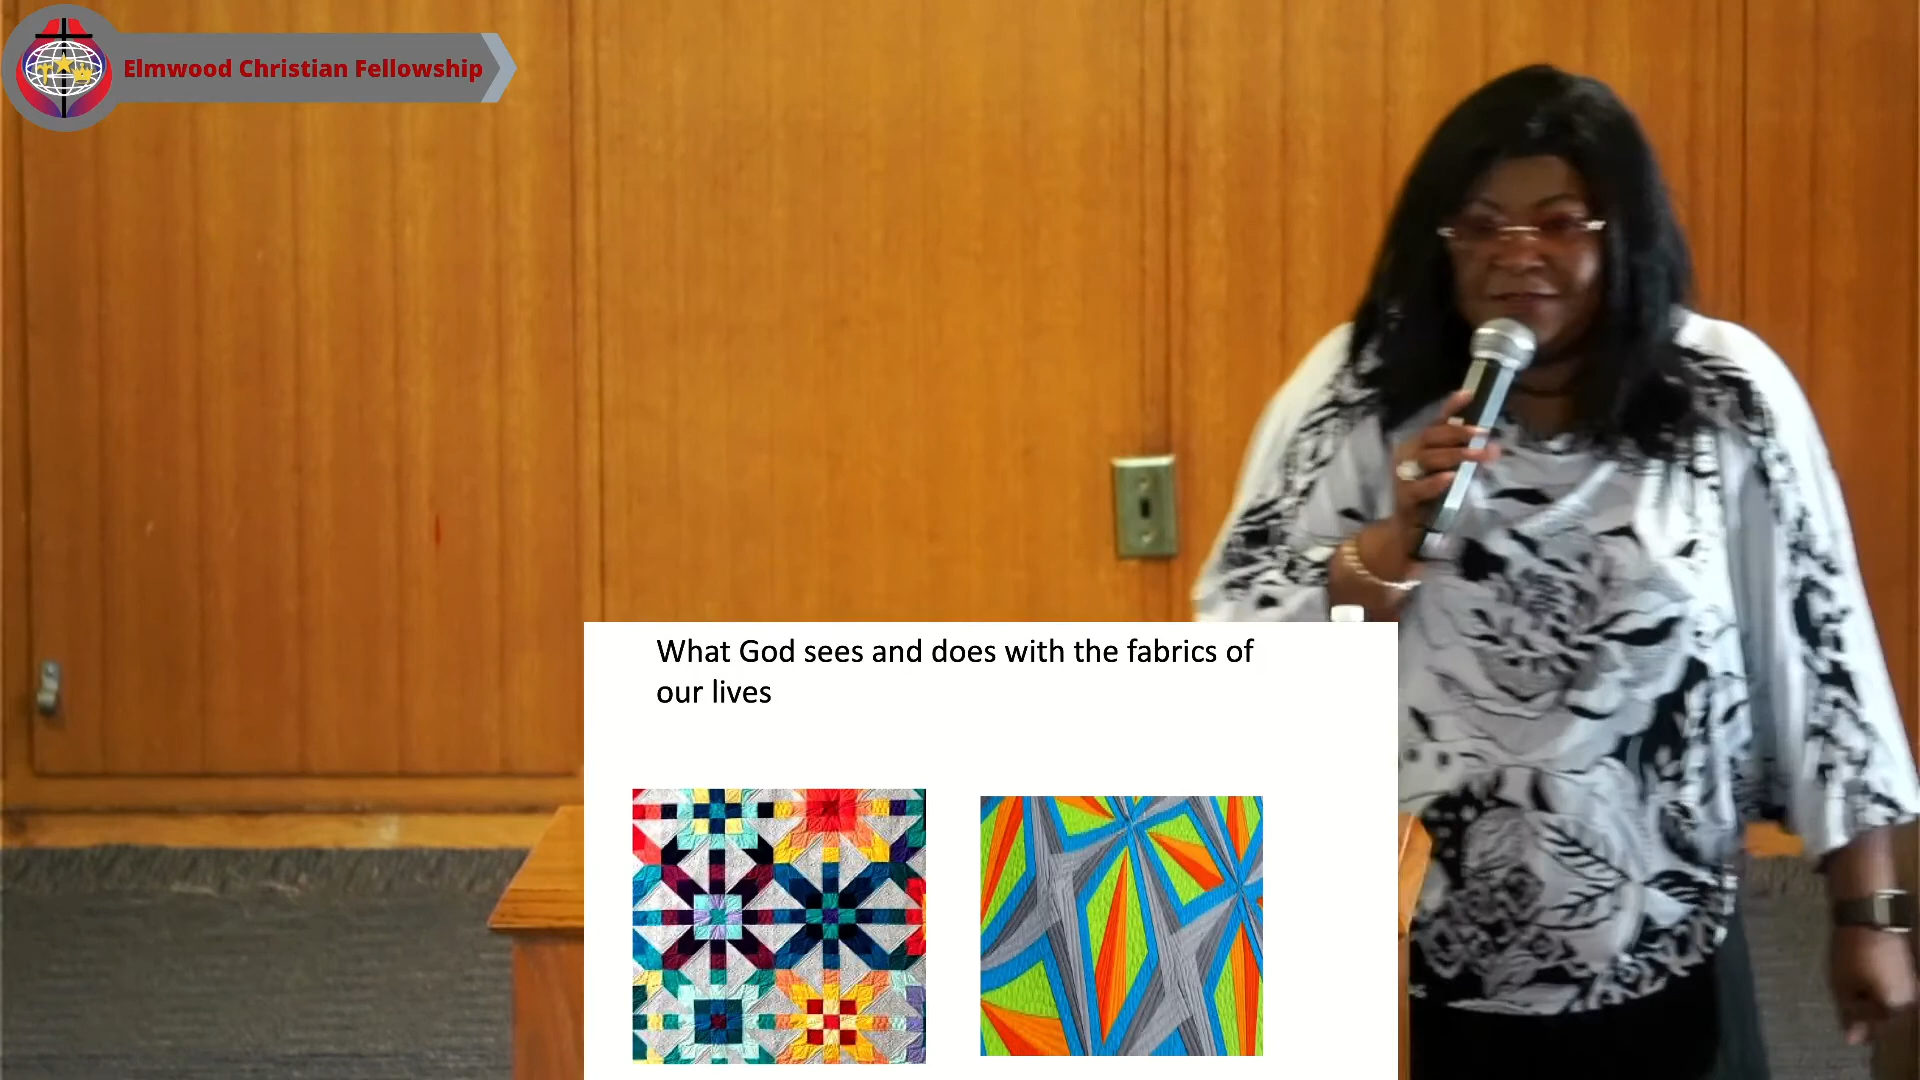 Elmwood Christian Fellowship
What God sees and does with the fabrics of
our lives